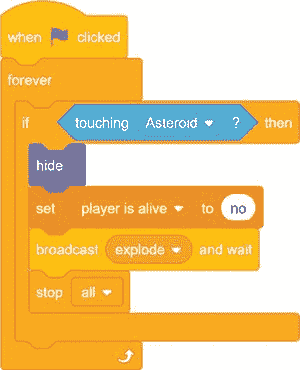 when clicked
forever
if touching Asteroid ? then
hide
set player is alive to no
broadcast explode and wait
stop all